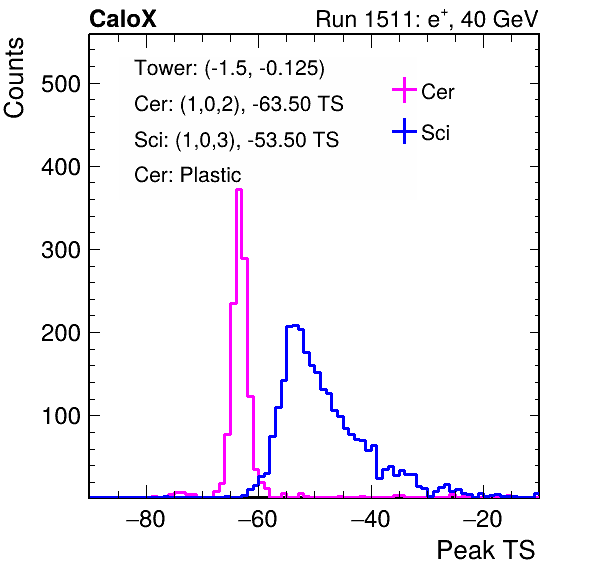 CaloX Run 1511: e⁺, 40 GeV
Counts
Tower: (-1.5, -0.125)
Cer: (1,0,2), -63.50 TS
Sci: (1,0,3), -53.50 TS
Cer: Plastic
Cer
Sci
500
400
300
200
100
−80 −60 −40 −20
Peak TS